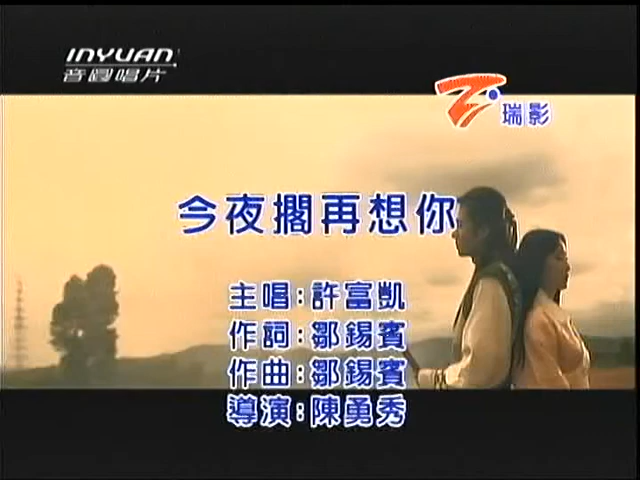 INYUAN
音圓唱片
瑞影
今夜擱再想你
主唱:許富凱
作詞:鄒錫賓
作曲:鄒錫賓
導演:陳勇秀